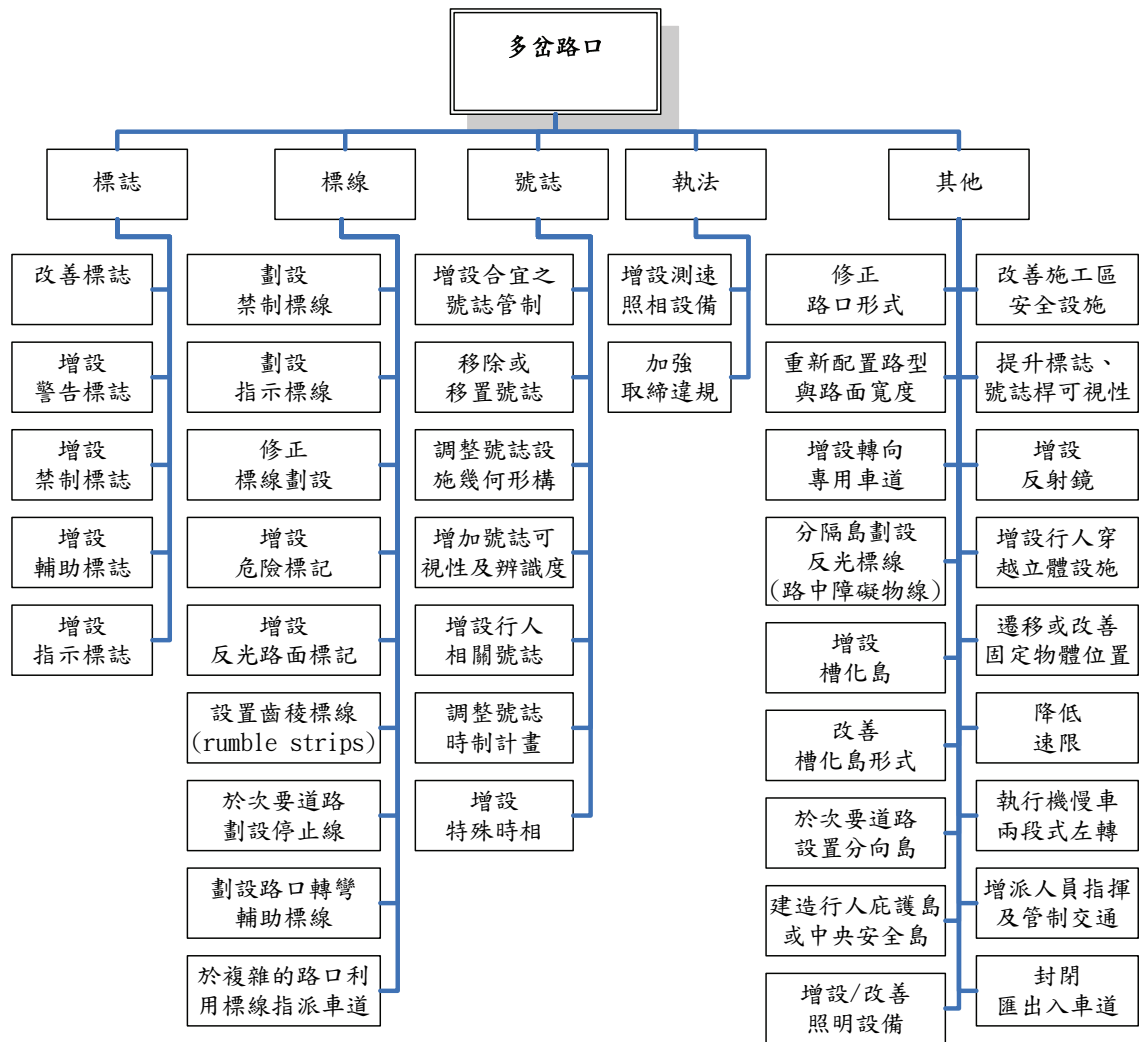 多岔路口
標誌
標線
號誌
執法
其他
改善標誌
增設
警告標誌
增設
禁制標誌
增設
輔助標誌
增設
指示標誌
劃設
禁制標線
劃設
指示標線
修正
標線劃設
增設
危險標記
增設
反光路面標記
設置齒稜標線
(rumble strips)
於次要道路
劃設停止線
劃設路口轉彎
輔助標線
於複雜的路口利
用標線指派車道
增設合宜之
號誌管制
移除或
移置號誌
調整號誌設
施幾何形構
增加號誌可
視性及辨識度
增設行人
相關號誌
調整號誌
時制計畫
增設
特殊時相
增設測速
照相設備
加強
取締違規
修正
路口形式
重新配置路型
與路面寬度
增設轉向
專用車道
分隔島劃設
反光標線
(路中障礙物線)
增設
槽化島
改善
槽化島形式
於次要道路
設置分向島
建造行人庇護島
或中央安全島
增設/改善
照明設備
改善施工區
安全設施
提升標誌、
號誌桿可視性
增設
反射鏡
增設行人穿
越立體設施
遷移或改善
固定物體位置
降低
速限
執行機慢車
兩段式左轉
增派人員指揮
及管制交通
封閉
匯出入車道